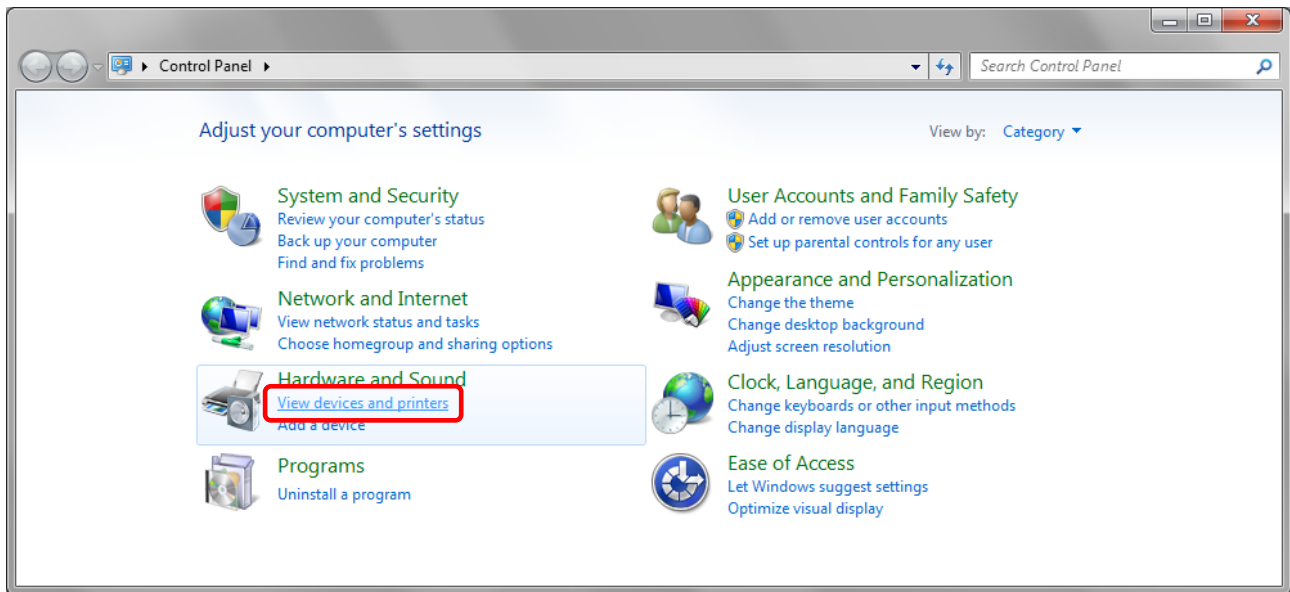 Control Panel
Search Control Panel
Adjust your computer's settings
View by: Category
System and Security
Review your computer's status
Back up your computer
Find and fix problems
Network and Internet
View network status and tasks
Choose homegroup and sharing options
Hardware and Sound
View devices and printers
Add a device
Programs
Uninstall a program
User Accounts and Family Safety
Add or remove user accounts
Set up parental controls for any user
Appearance and Personalization
Change the theme
Change desktop background
Adjust screen resolution
Clock, Language, and Region
Change keyboards or other input methods
Change display language
Ease of Access
Let Windows suggest settings
Optimize visual display